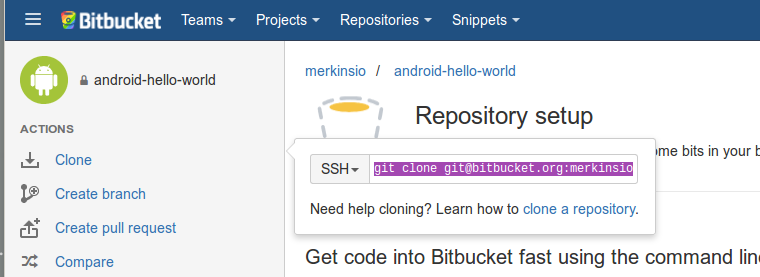 Bitbucket Teams Projects Repositories Snippets
android-hello-world
merkinsio / android-hello-world
Repository setup
ACTIONS
Clone
Create branch
Create pull request
Compare
SSH git clone git@bitbucket.org:merkinsio
Need help cloning? Learn how to clone a repository.
ome bits in your b
Get code into Bitbucket fast using the command lin